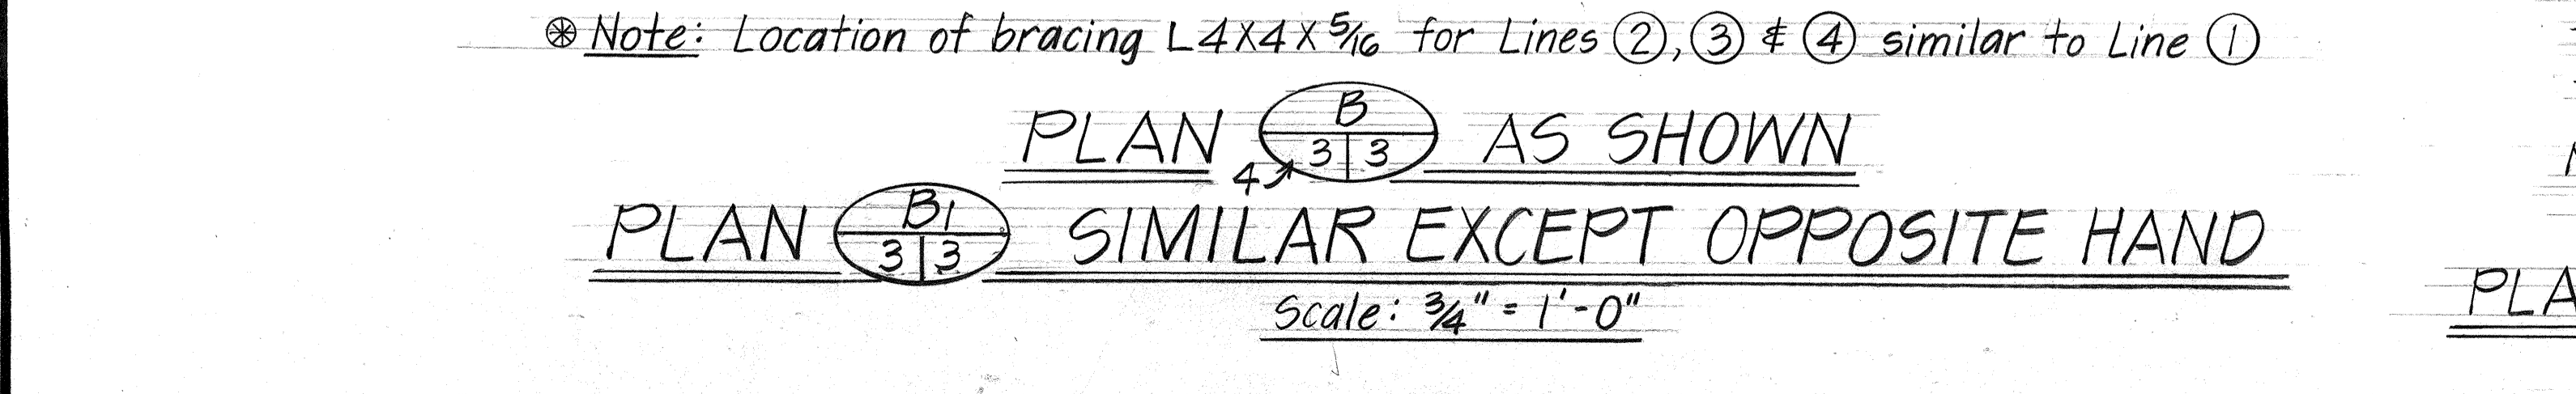 ⊛ Note: Location of bracing L4X4X5/16 for Lines ②, ③ & ④ similar to Line ①
PLAN B 3 3 AS SHOWN
4
PLAN B1 3 3 SIMILAR EXCEPT OPPOSITE HAND
Scale: 3/4" = 1'-0"
PLA